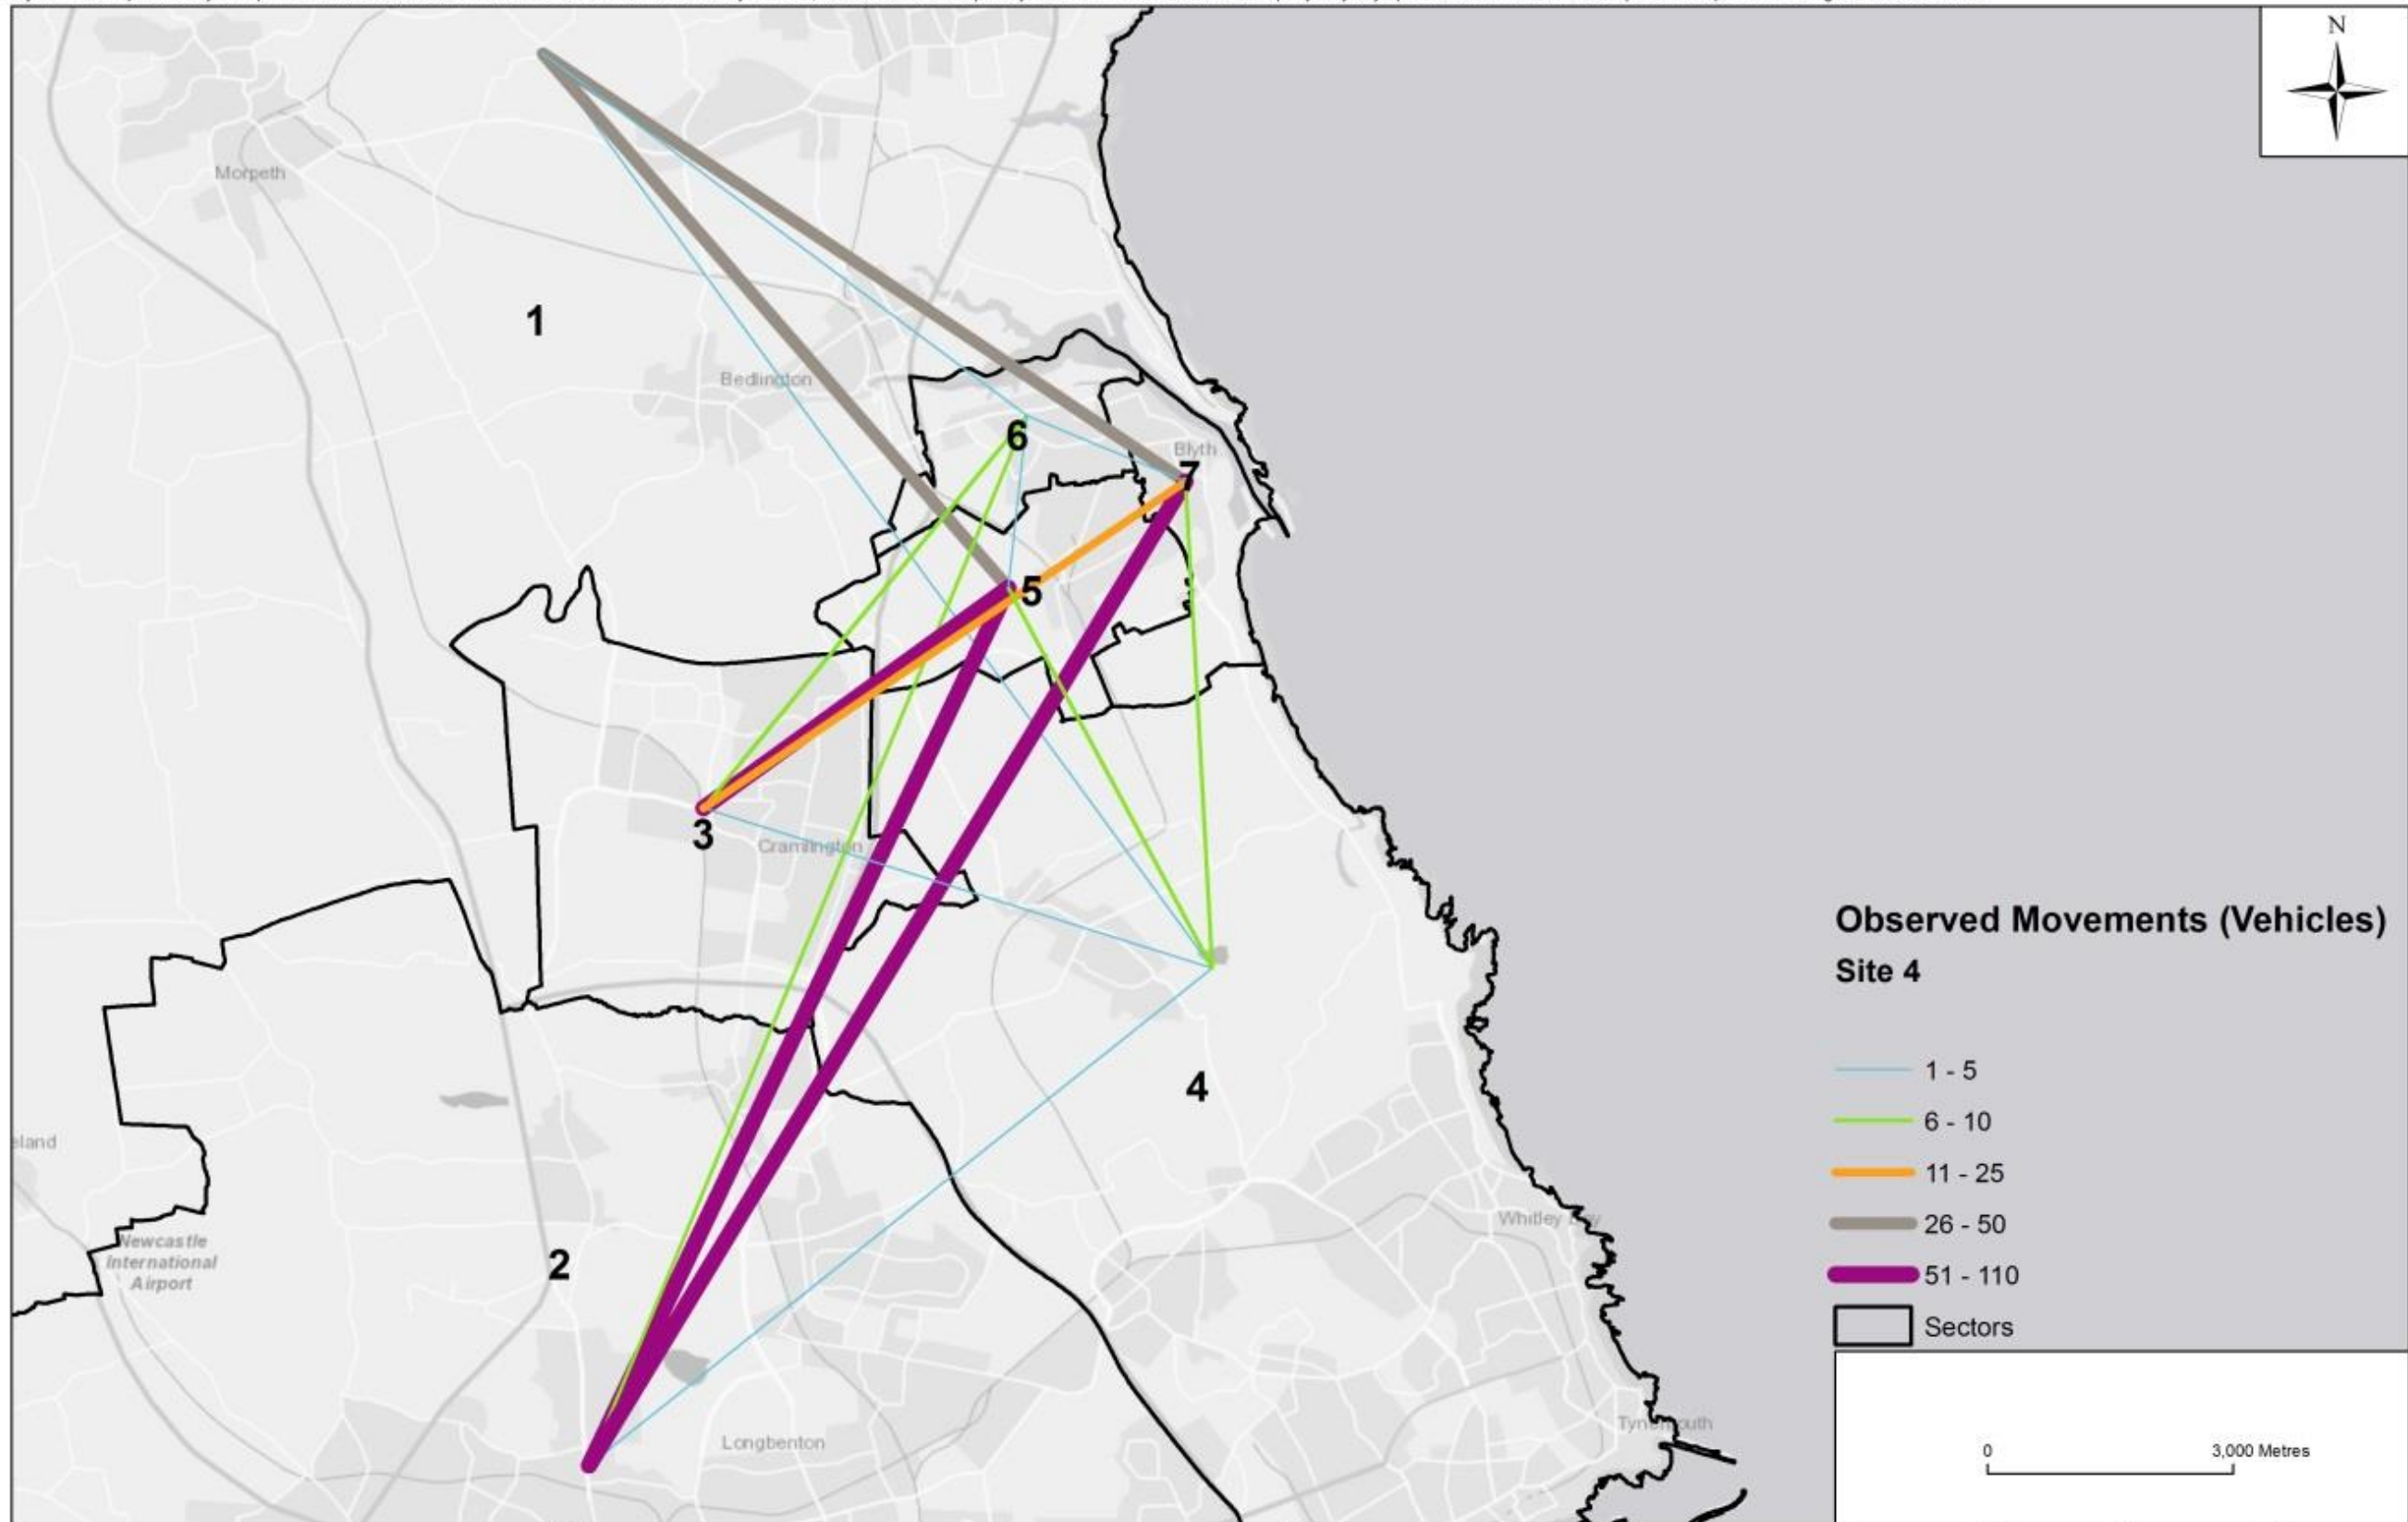 N
Morpeth
1
Bedlington
6
Blyth
7
5
3
Cramlington
Observed Movements (Vehicles)
Site 4
1 - 5
4
6 - 10
eland
11 - 25
Whitley Bay
26 - 50
Newcastle
International
Airport
2
51 - 110
Sectors
Longbenton
Tynemouth
0 3,000 Metres